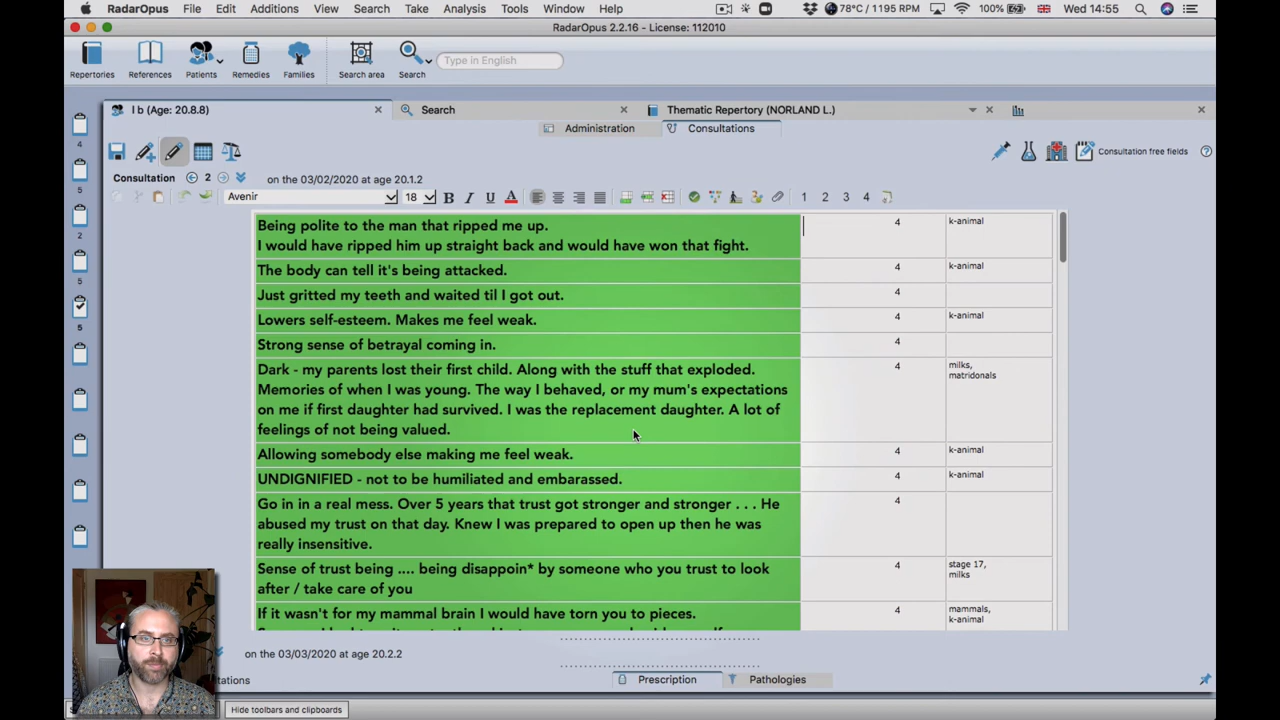 RadarOpus File Edit Additions View Search Take Analysis Tools Window Help 78°C / 1195 RPM 100% Wed 14:55
RadarOpus 2.2.16 - License: 112010
Repertories References Patients Remedies Families Search area Search Type in English
I b (Age: 20.8.8) Search Thematic Repertory (NORLAND L.)
4 Administration Consultations
Consultation free fields
5 Consultation 2 on the 03/02/2020 at age 20.1.2
Avenir 18 B I U A 1 2 3 4
2
5
5
Being polite to the man that ripped me up. 4 k-animal
I would have ripped him up straight back and would have won that fight.
The body can tell it's being attacked. 4 k-animal
Just gritted my teeth and waited til I got out. 4
Lowers self-esteem. Makes me feel weak. 4 k-animal
Strong sense of betrayal coming in. 4
Dark - my parents lost their first child. Along with the stuff that exploded. 4 milks,
Memories of when I was young. The way I behaved, or my mum's expectations matridonals
on me if first daughter had survived. I was the replacement daughter. A lot of
feelings of not being valued.
Allowing somebody else making me feel weak. 4 k-animal
UNDIGNIFIED - not to be humiliated and embarassed. 4 k-animal
Go in in a real mess. Over 5 years that trust got stronger and stronger . . . He 4
abused my trust on that day. Knew I was prepared to open up then he was
really insensitive.
Sense of trust being .... being disappoin* by someone who you trust to look 4 stage 17,
after / take care of you milks
If it wasn't for my mammal brain I would have torn you to pieces. 4 mammals,
k-animal
on the 03/03/2020 at age 20.2.2
Prescription Pathologies
Hide toolbars and clipboards